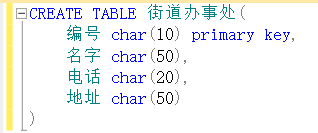 CREATE TABLE 街道办事处(
编号 char(10) primary key,
名字 char(50),
电话 char(20),
地址 char(50)
)